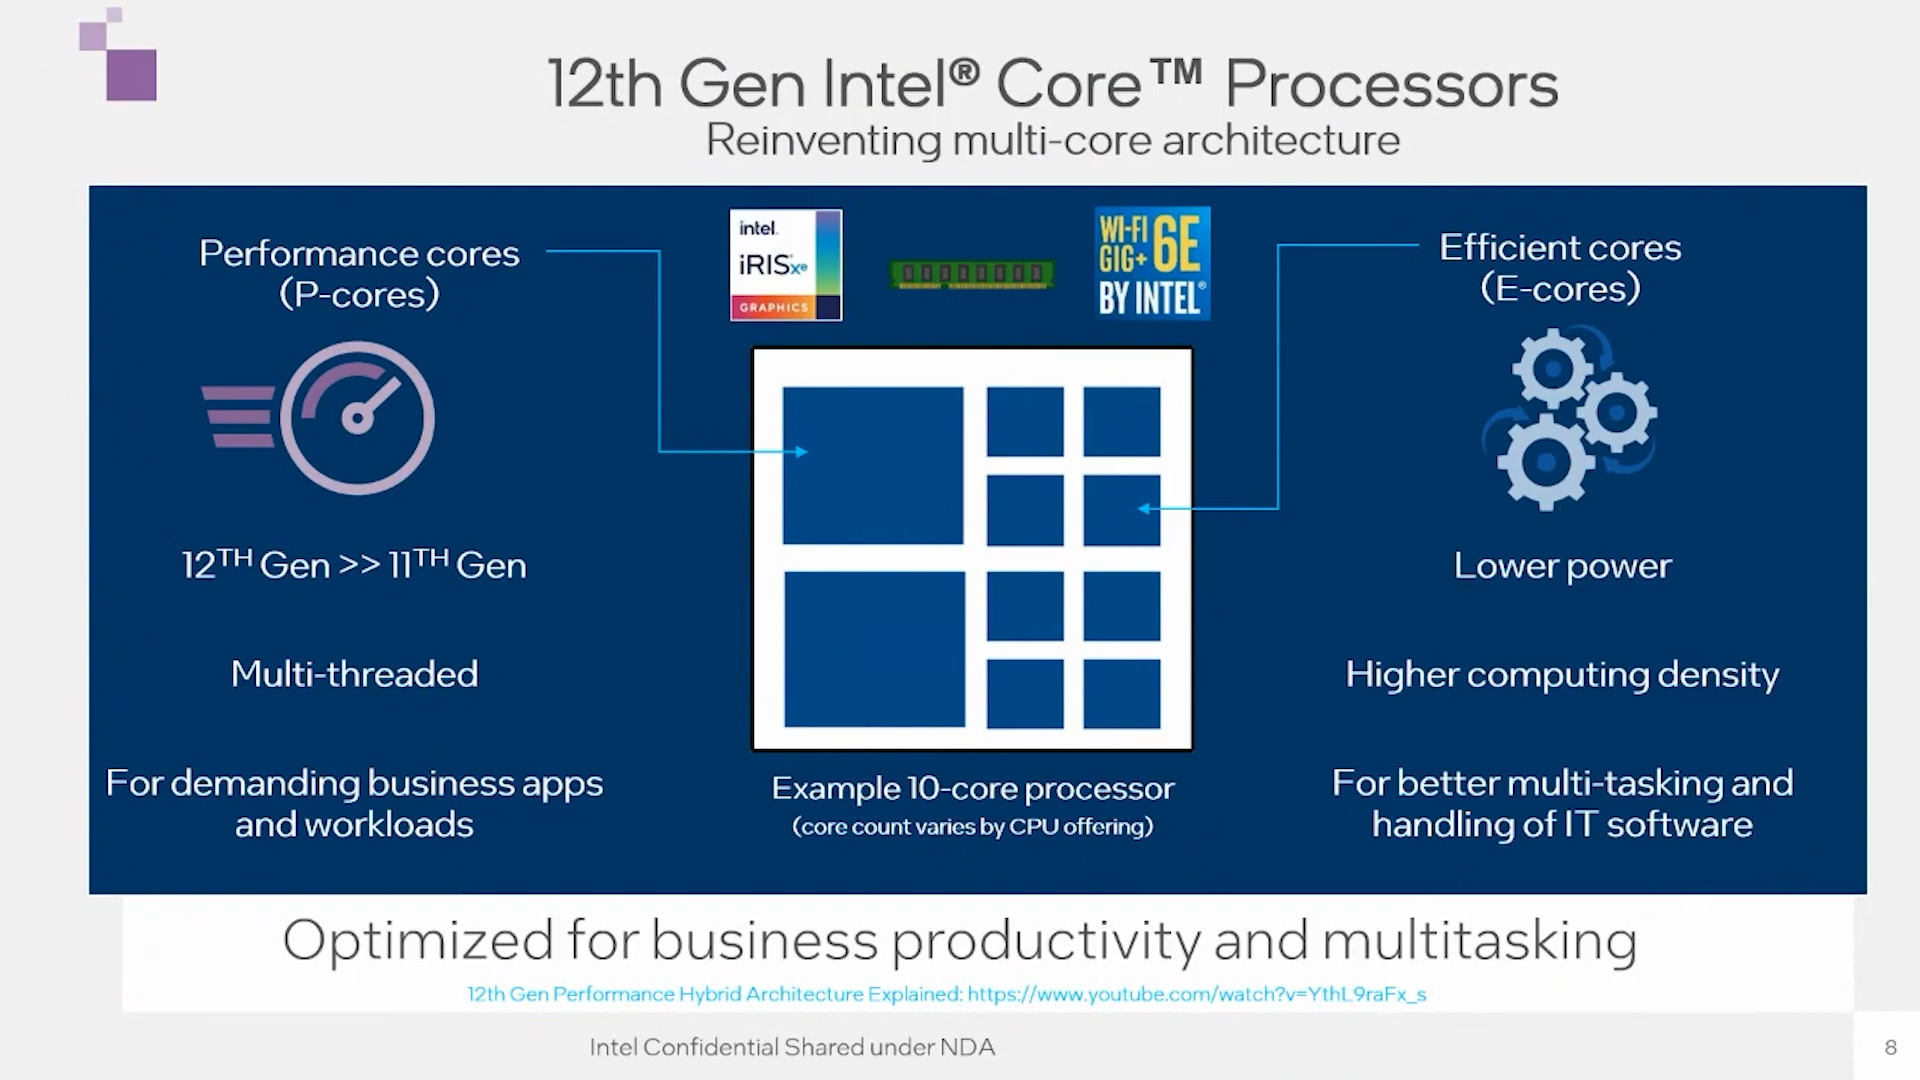 12th Gen Intel® Core™ Processors
Reinventing multi-core architecture
Performance cores
(P-cores)
12TH Gen >> 11TH Gen
Multi-threaded
For demanding business apps
and workloads
intel.
iRISxe
GRAPHICS
WI-FI 6E
GIG+
BY INTEL®
Example 10-core processor
(core count varies by CPU offering)
Efficient cores
(E-cores)
Lower power
Higher computing density
For better multi-tasking and
handling of IT software
Optimized for business productivity and multitasking
12th Gen Performance Hybrid Architecture Explained: https://www.youtube.com/watch?v=YthL9raFx_s
Intel Confidential Shared under NDA
8